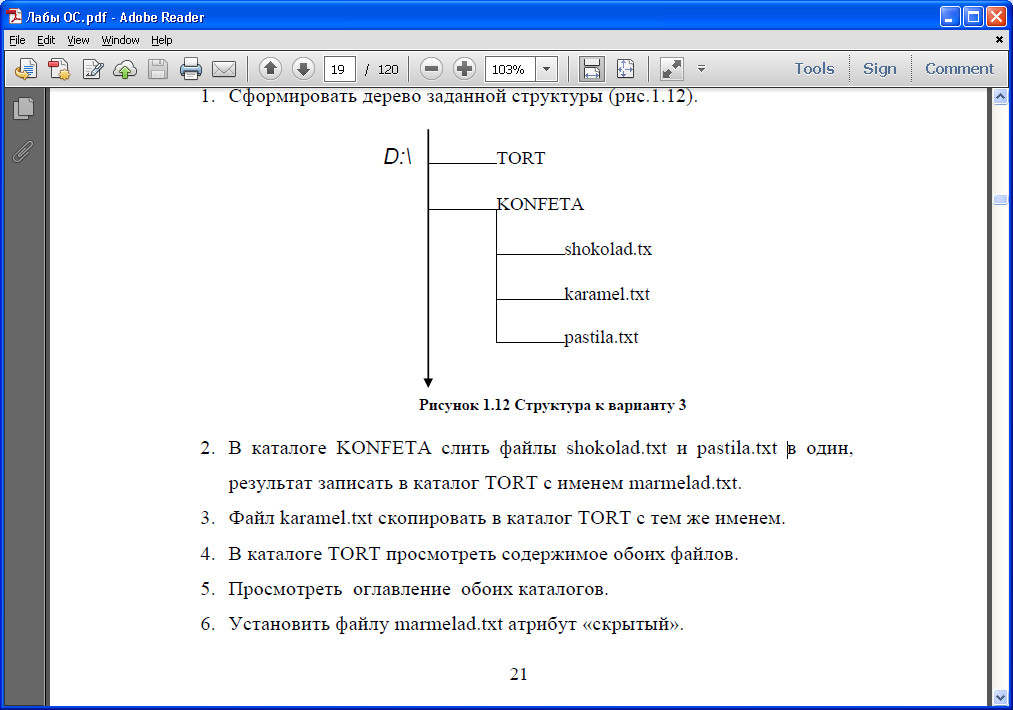 Лабы ОС.pdf - Adobe Reader
File Edit View Window Help
19 / 120 103% Tools Sign Comment
1. Сформировать дерево заданной структуры (рис.1.12).
D:\ TORT
KONFETA
shokolad.tx
karamel.txt
pastila.txt
Рисунок 1.12 Структура к варианту 3
2. В каталоге KONFETA слить файлы shokolad.txt и pastila.txt в один,
результат записать в каталог TORT с именем marmelad.txt.
3. Файл karamel.txt скопировать в каталог TORT с тем же именем.
4. В каталоге TORT просмотреть содержимое обоих файлов.
5. Просмотреть оглавление обоих каталогов.
6. Установить файлу marmelad.txt атрибут «скрытый».
21